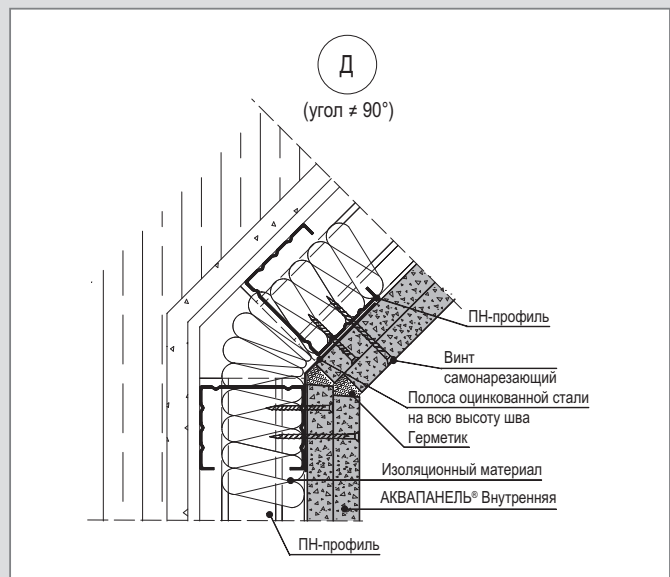 Д
(угол ≠ 90°)
ПН-профиль
Винт
самонарезающий
Полоса оцинкованной стали
на всю высоту шва
Герметик
Изоляционный материал
АКВАПАНЕЛЬ® Внутренняя
ПН-профиль